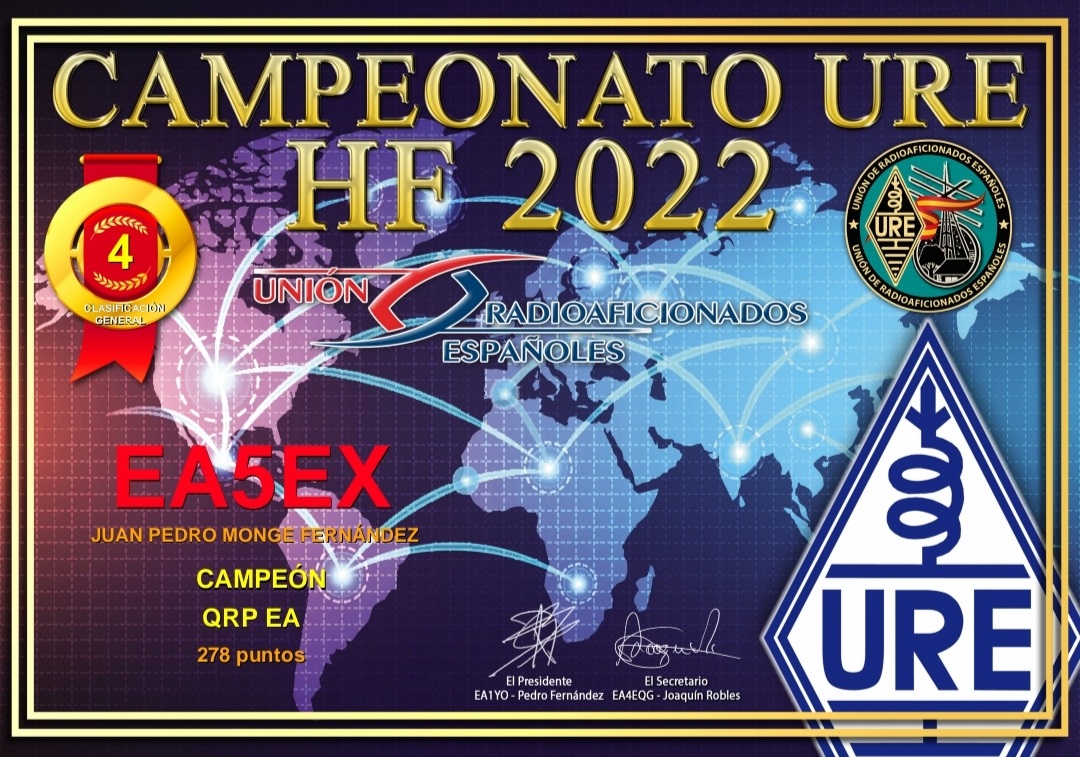 CAMPEONATO URE
HF 2022
4
CLASIFICACIÓN
GENERAL
UNIÓN DE RADIOAFICIONADOS ESPAÑOLES
URE
UNIÓN DE RADIOAFICIONADOS ESPAÑOLES
UNIÓN
RADIOAFICIONADOS
ESPAÑOLES
EA5EX
JUAN PEDRO MONGE FERNÁNDEZ
CAMPEÓN
QRP EA
278 puntos
URE
El Presidente
EA1YO - Pedro Fernández
El Secretario
EA4EQG - Joaquín Robles